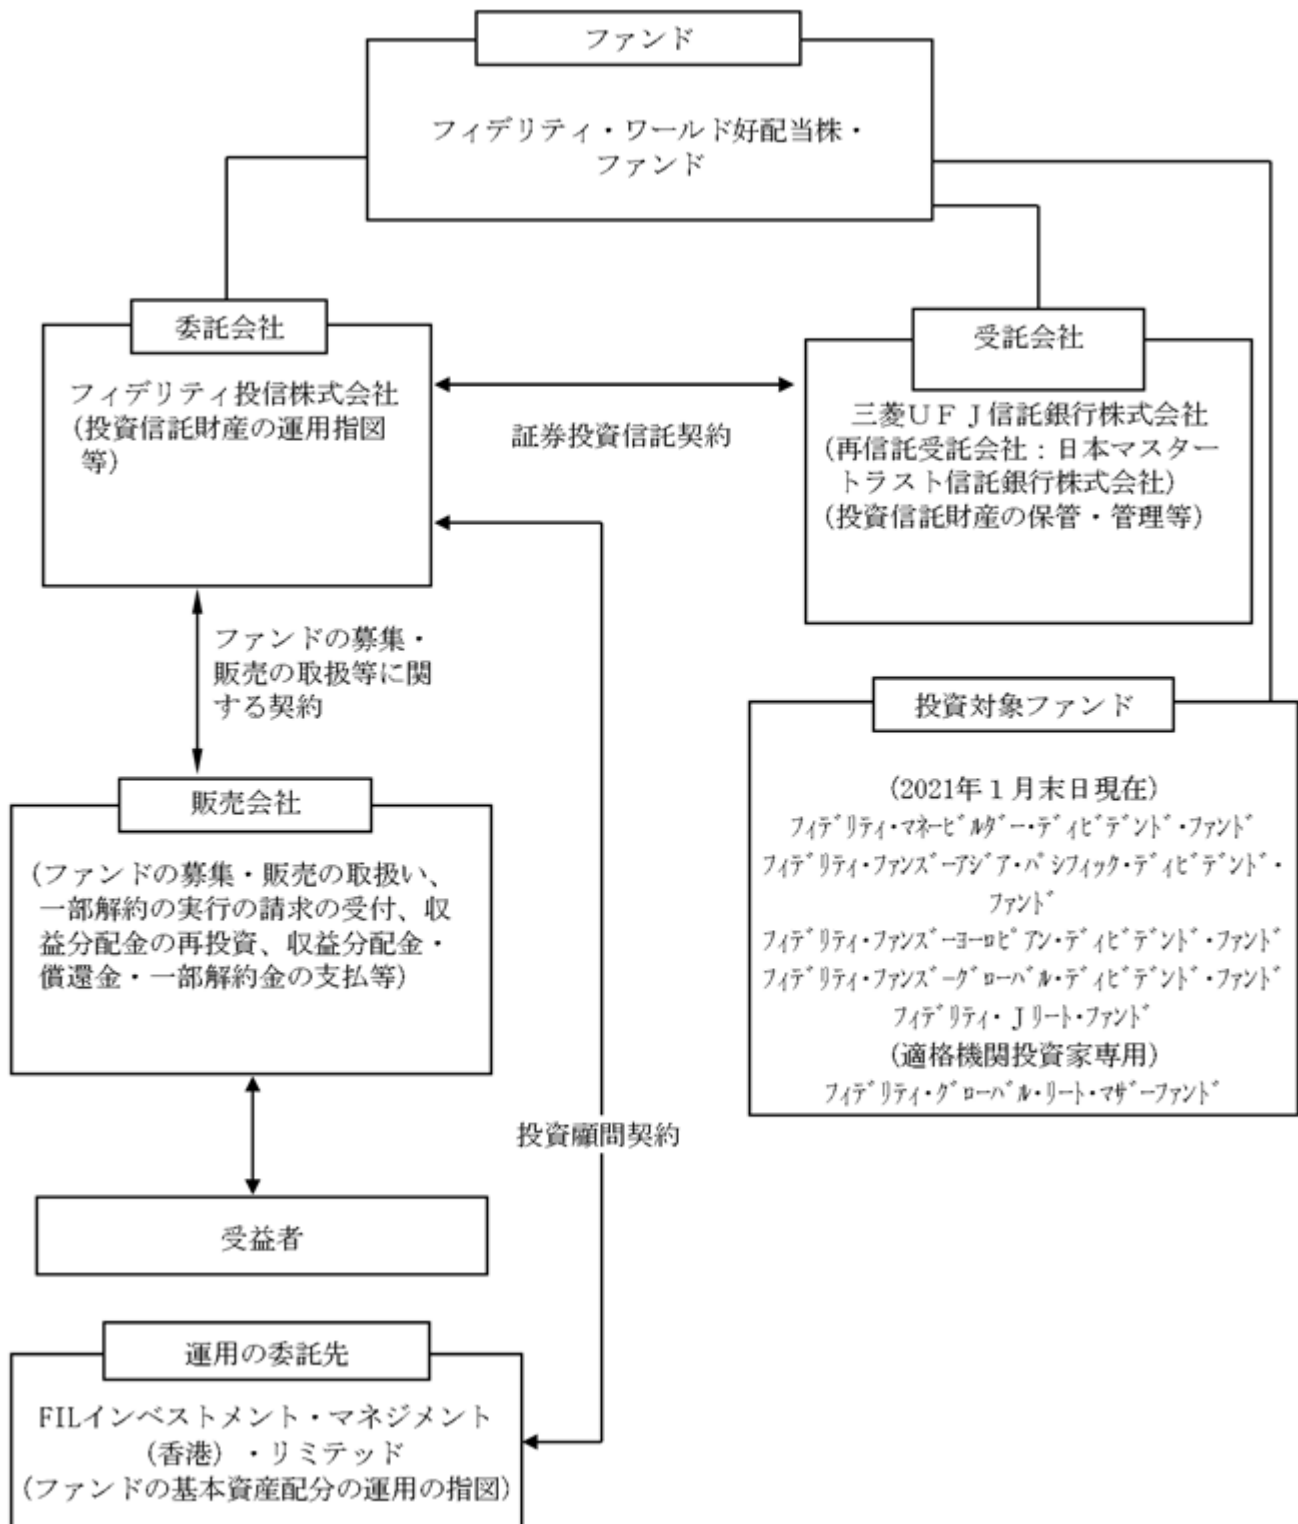 ファンド
フィデリティ・ワールド好配当株・
ファンド
委託会社
フィデリティ投信株式会社
(投資信託財産の運用指図
等)
証券投資信託契約
受託会社
三菱ＵＦＪ信託銀行株式会社
(再信託受託会社：日本マスター
トラスト信託銀行株式会社)
(投資信託財産の保管・管理等)
ファンドの募集・
販売の取扱等に関
する契約
投資対象ファンド
(2021年１月末日現在)
ﾌｨﾃﾞﾘﾃｨ・ﾏﾈｰﾋﾞﾙﾀﾞｰ・ﾃﾞｨﾋﾞﾃﾞﾝﾄﾞ・ﾌｧﾝﾄﾞ
ﾌｨﾃﾞﾘﾃｨ・ﾌｧﾝｽﾞｰｱｼﾞｱ・ﾊﾟｼﾌｨｯｸ・ﾃﾞｨﾋﾞﾃﾞﾝﾄﾞ・
ﾌｧﾝﾄﾞ
ﾌｨﾃﾞﾘﾃｨ・ﾌｧﾝｽﾞｰﾖｰﾛﾋﾟｱﾝ・ﾃﾞｨﾋﾞﾃﾞﾝﾄﾞ・ﾌｧﾝﾄﾞ
ﾌｨﾃﾞﾘﾃｨ・ﾌｧﾝｽﾞｰｸﾞﾛｰﾊﾞﾙ・ﾃﾞｨﾋﾞﾃﾞﾝﾄﾞ・ﾌｧﾝﾄﾞ
ﾌｨﾃﾞﾘﾃｨ・Ｊﾘｰﾄ・ﾌｧﾝﾄﾞ
(適格機関投資家専用)
ﾌｨﾃﾞﾘﾃｨ・ｸﾞﾛｰﾊﾞﾙ・ﾘｰﾄ・ﾏｻﾞｰﾌｧﾝﾄﾞ
販売会社
(ファンドの募集・販売の取扱い、
一部解約の実行の請求の受付、収
益分配金の再投資、収益分配金・
償還金・一部解約金の支払等)
投資顧問契約
受益者
運用の委託先
FILインベストメント・マネジメント
(香港)・リミテッド
(ファンドの基本資産配分の運用の指図)